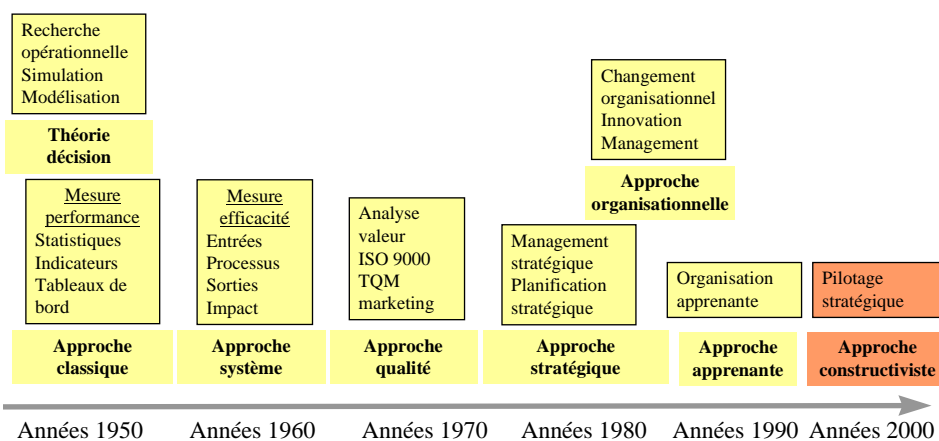 Recherche
opérationnelle
Simulation
Modélisation
Théorie
décision
Mesure
performance
Statistiques
Indicateurs
Tableaux de
bord
Approche
classique
Mesure
efficacité
Entrées
Processus
Sorties
Impact
Approche
système
Analyse
valeur
ISO 9000
TQM
marketing
Approche
qualité
Changement
organisationnel
Innovation
Management
Approche
organisationnelle
Management
stratégique
Planification
stratégique
Approche
stratégique
Organisation
apprenante
Approche
apprenante
Pilotage
stratégique
Approche
constructiviste
Années 1950 Années 1960 Années 1970 Années 1980 Années 1990 Années 2000